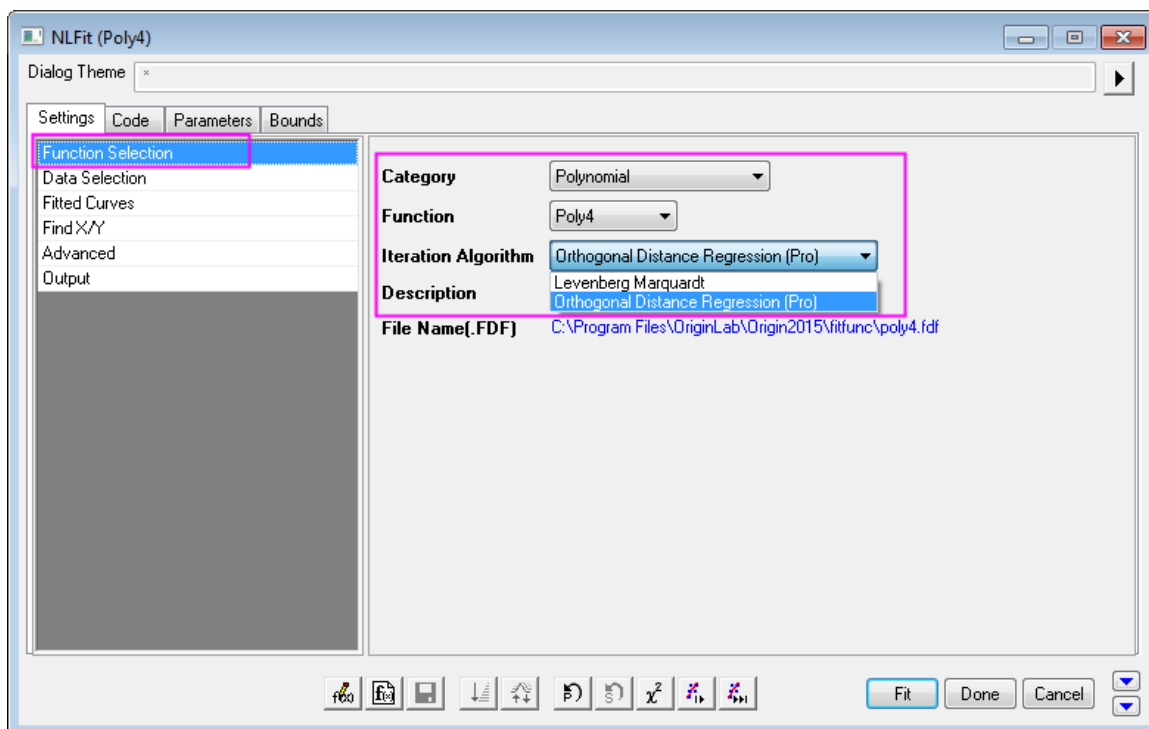 NLFit (Poly4)
Dialog Theme *
Settings Code Parameters Bounds
Function Selection
Data Selection
Fitted Curves
Find X/Y
Advanced
Output
Category Polynomial
Function Poly4
Iteration Algorithm Orthogonal Distance Regression (Pro)
Levenberg Marquardt
Description Orthogonal Distance Regression (Pro)
File Name(.FDF) C:\Program Files\OriginLab\Origin2015\fitfunc\poly4.fdf
χ²
Fit Done Cancel